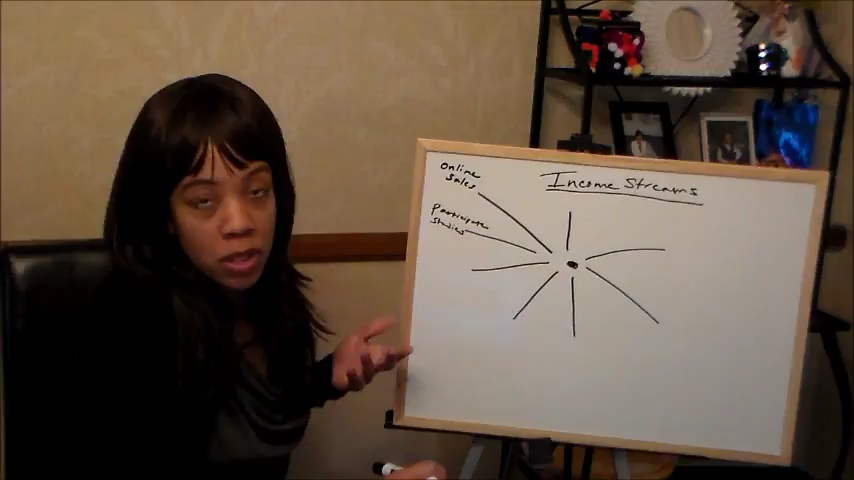 Income Streams
Online
Sales
Participate
Studies